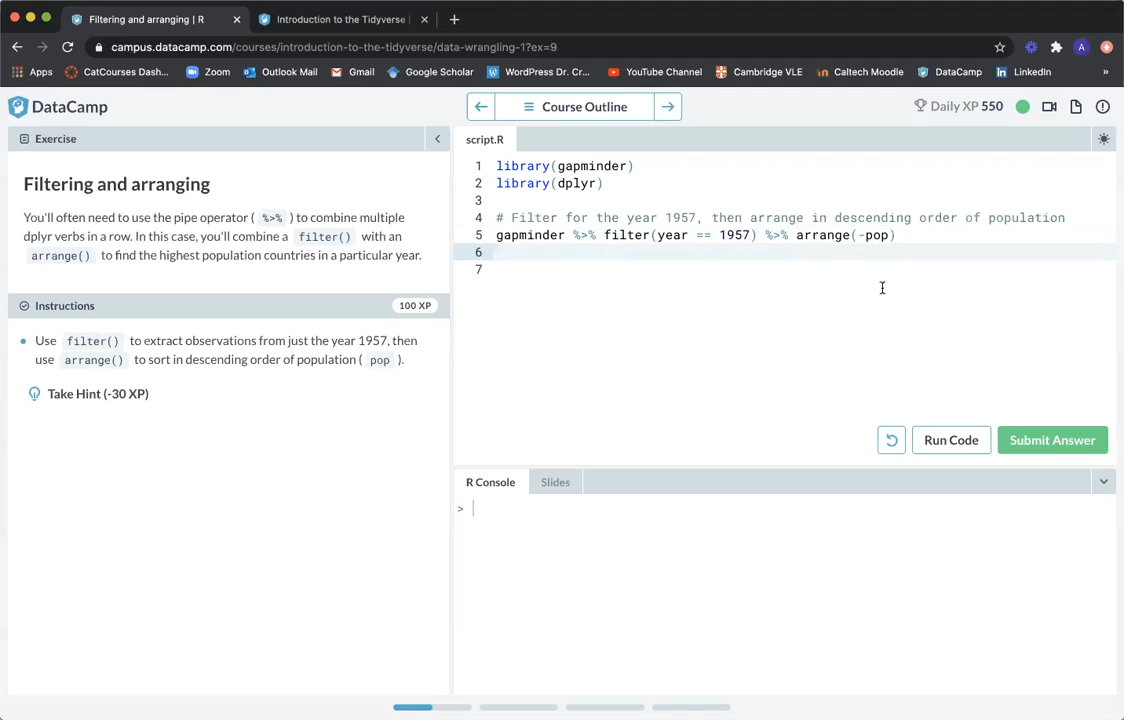 Filtering and arranging | R
Introduction to the Tidyverse
campus.datacamp.com/courses/introduction-to-the-tidyverse/data-wrangling-1?ex=9
A
Apps CatCourses Dash... Zoom Outlook Mail Gmail Google Scholar WordPress Dr. Cr... YouTube Channel Cambridge VLE Caltech Moodle DataCamp LinkedIn »
DataCamp
Course Outline
Daily XP 550
Exercise
Filtering and arranging
You'll often need to use the pipe operator ( %>% ) to combine multiple
dplyr verbs in a row. In this case, you'll combine a filter() with an
arrange() to find the highest population countries in a particular year.
Instructions
100 XP
Use filter() to extract observations from just the year 1957, then
use arrange() to sort in descending order of population ( pop ).
Take Hint (-30 XP)
script.R
1 library(gapminder)
2 library(dplyr)
3
4 # Filter for the year 1957, then arrange in descending order of population
5 gapminder %>% filter(year == 1957) %>% arrange(-pop)
6
7
Run Code
Submit Answer
R Console
Slides
>